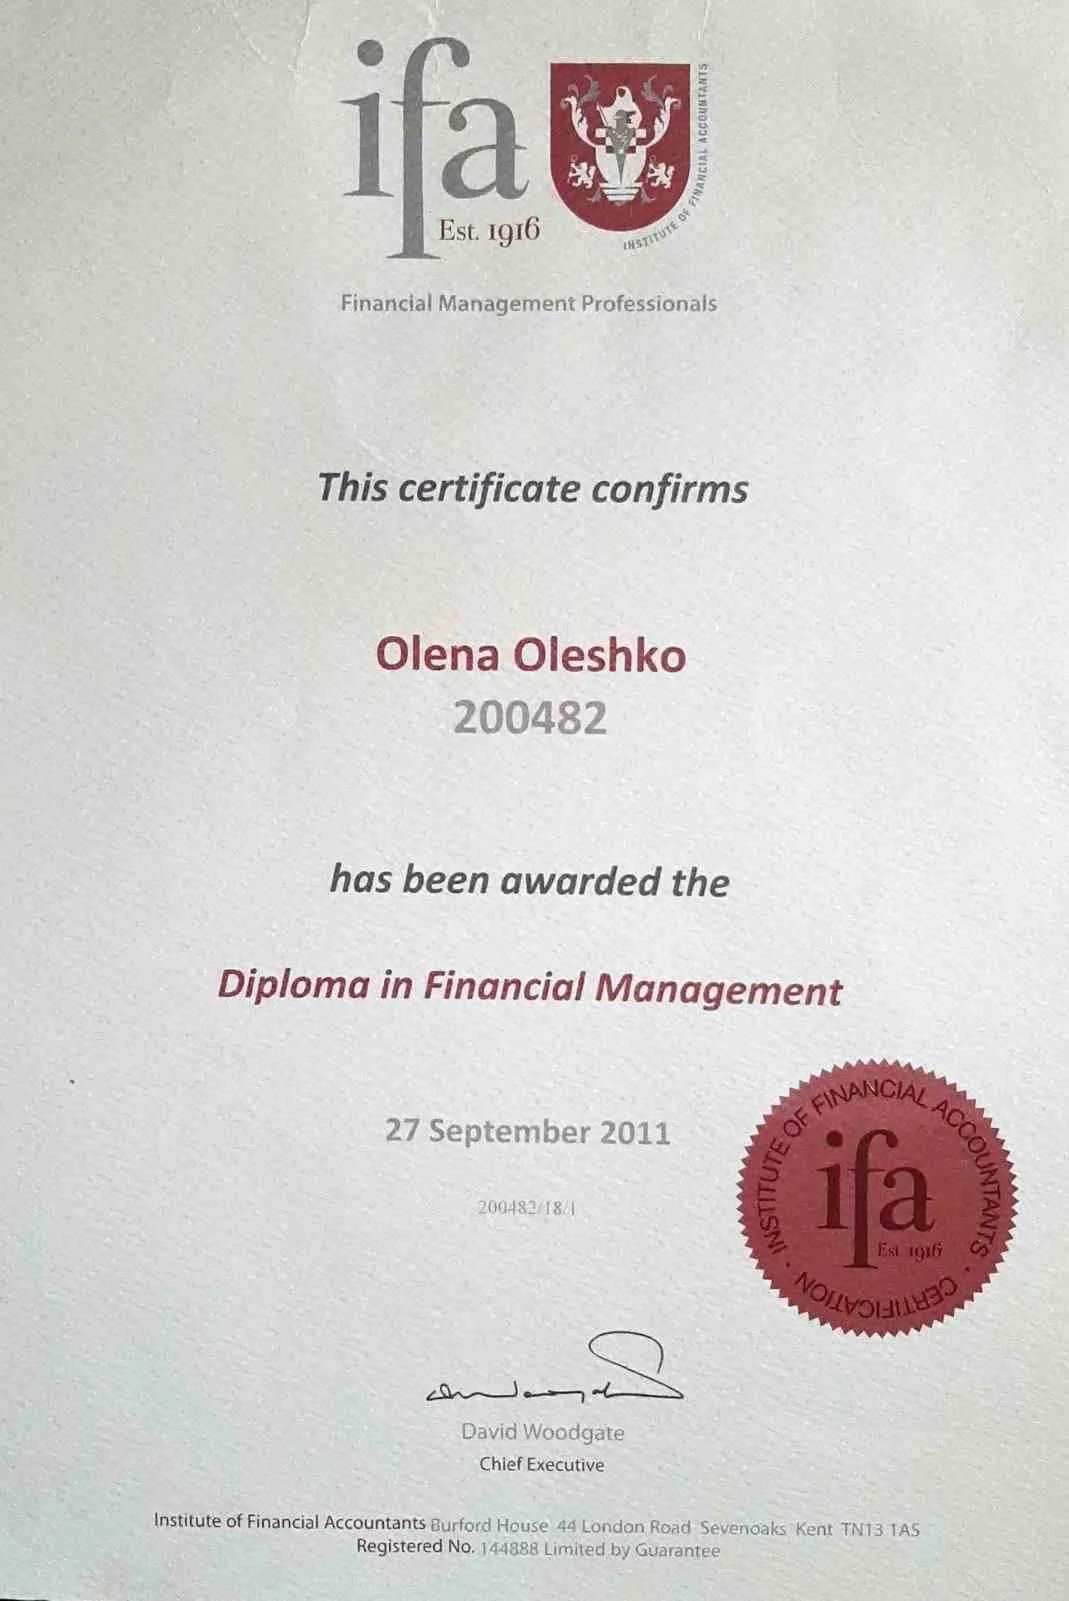 ifa
Est. 1916
INSTITUTE OF FINANCIAL ACCOUNTANTS
Financial Management Professionals
This certificate confirms
Olena Oleshko
200482
has been awarded the
Diploma in Financial Management
27 September 2011
200482/18/1
INSTITUTE OF FINANCIAL ACCOUNTANTS · CERTIFICATION ·
ifa
Est 1916
David Woodgate
Chief Executive
Institute of Financial Accountants Burford House 44 London Road Sevenoaks Kent TN13 1AS
Registered No. 144888 Limited by Guarantee